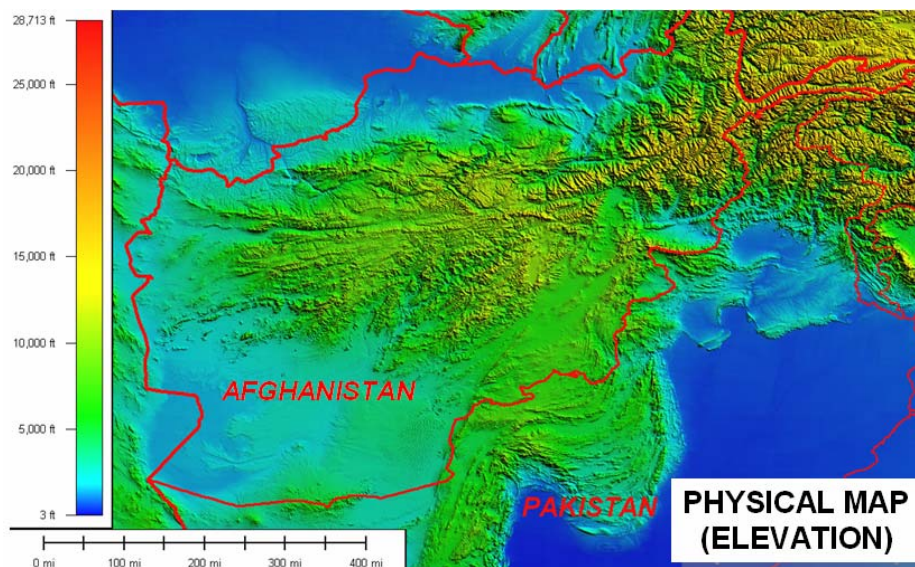 28,713 ft
25,000 ft
20,000 ft
15,000 ft
10,000 ft
5,000 ft
3 ft
AFGHANISTAN
PAKISTAN
PHYSICAL MAP
(ELEVATION)
0 mi 100 mi 200 mi 300 mi 400 mi